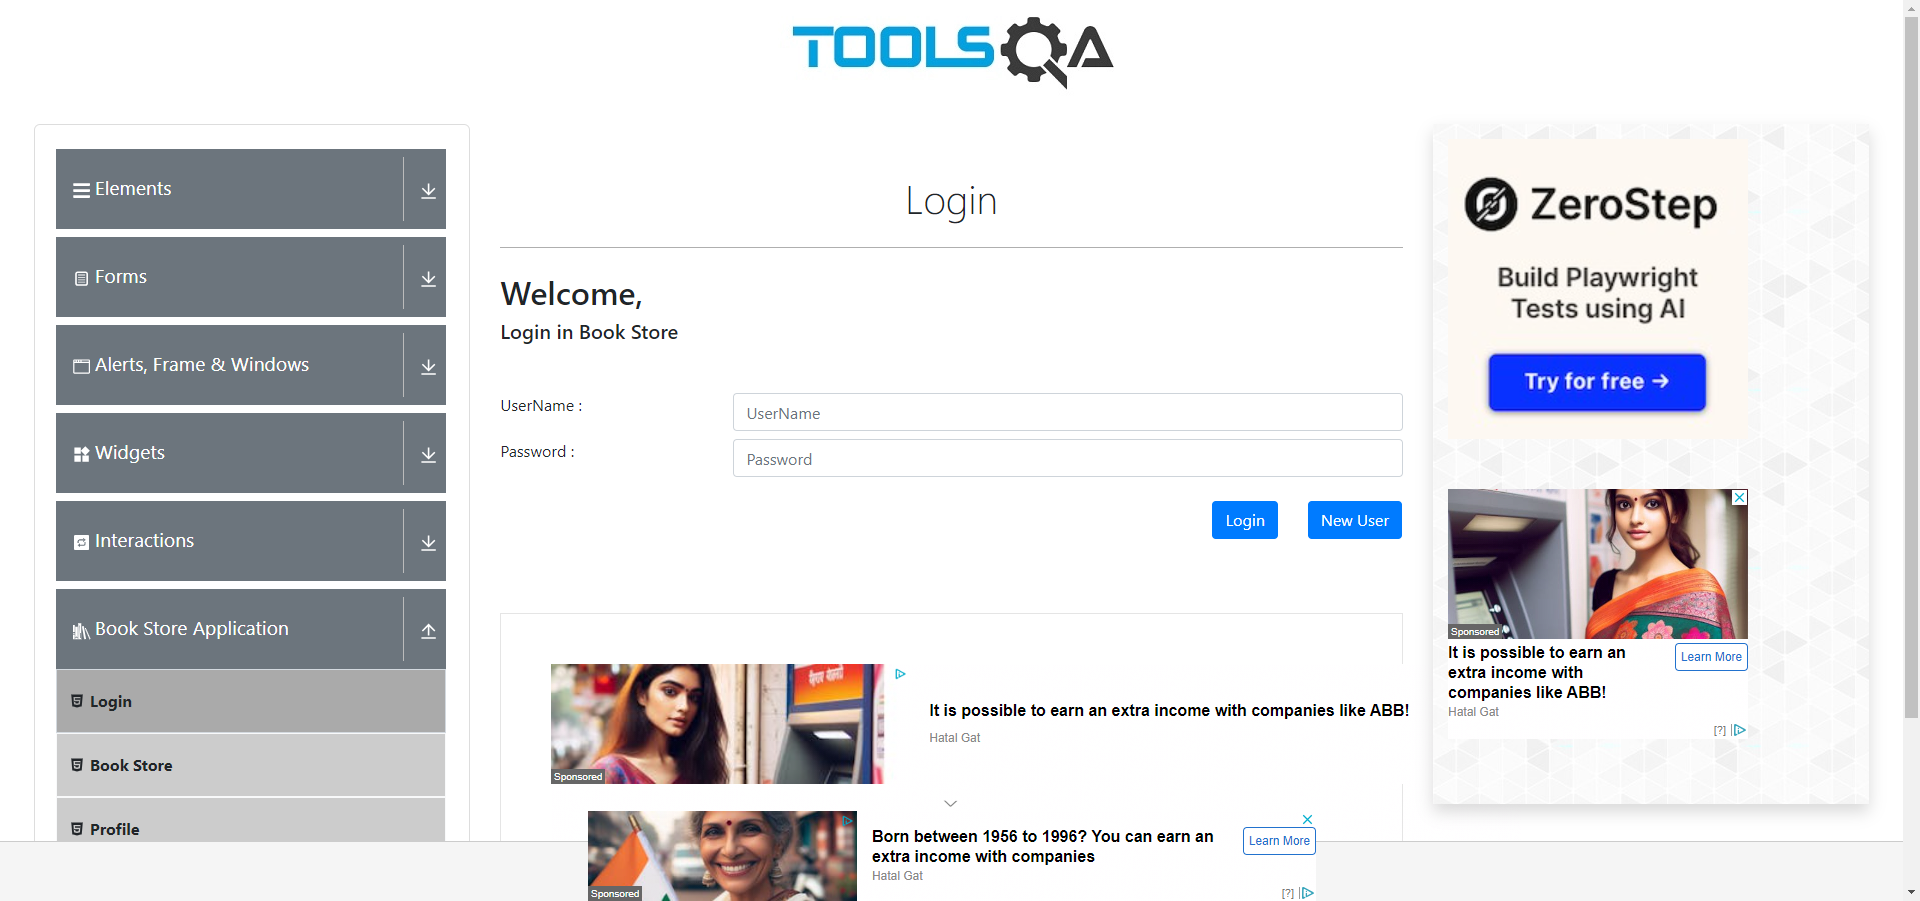 TOOLSQA
Elements
Forms
Alerts, Frame & Windows
Widgets
Interactions
Book Store Application
Login
Book Store
Profile
Login
Welcome,
Login in Book Store
UserName :
UserName
Password :
Password
Login
New User
Sponsored
It is possible to earn an extra income with companies like ABB!
Hatal Gat
Sponsored
Born between 1956 to 1996? You can earn an
extra income with companies
Hatal Gat
Learn More
[?]
ZeroStep
Build Playwright
Tests using AI
Try for free →
Sponsored
It is possible to earn an
extra income with
companies like ABB!
Hatal Gat
Learn More
[?]